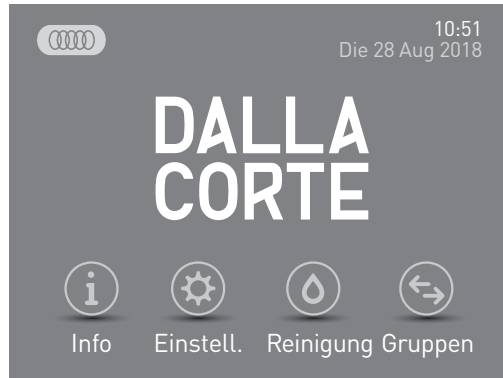 10:51
Die 28 Aug 2018
DALLA
CORTE
Info Einstell. Reinigung Gruppen